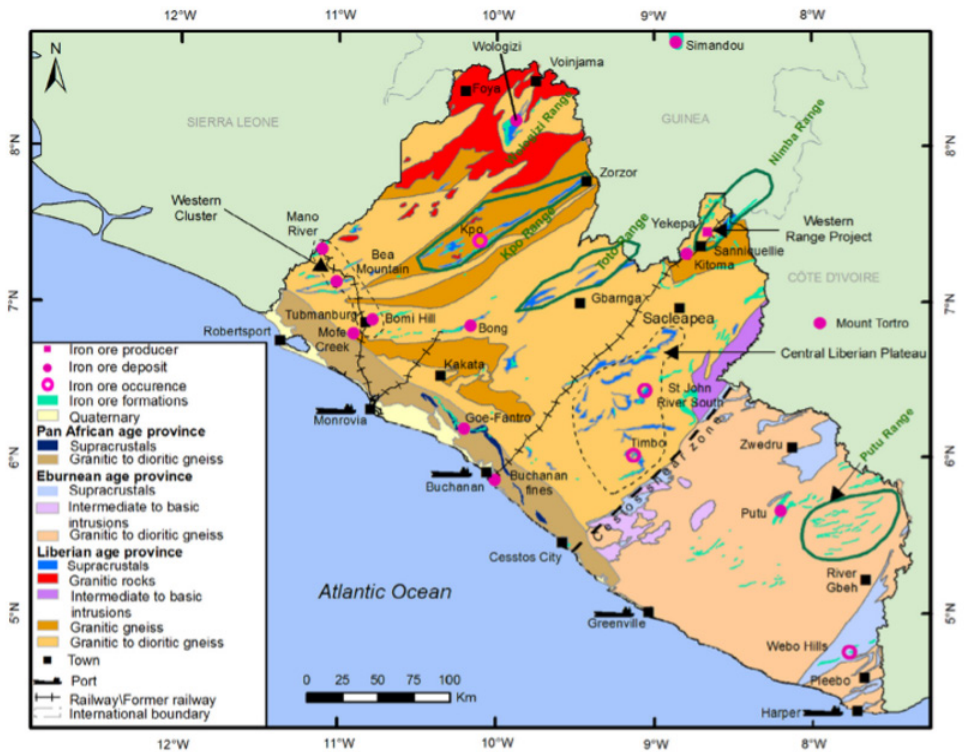 12°W
11°W
10°W
9°W
8°W
N
Wologizi
Simandou
Voinjama
Foya
SIERRA LEONE
GUINEA
Wologizi Range
Nimba Range
8°N
8°N
Zorzor
Western
Cluster
Mano
River
Kpo
Kpo Range
Toto Range
Yekepa
Western
Range Project
Sanniquellie
Kitoma
Bea
Mountain
CÔTE D'IVOIRE
7°N
7°N
Gbarnga
Sacleapea
Tubmanburg
Bomi Hill
Robertsport
Mofe
Creek
Bong
Mount Tortro
Central Liberian Plateau
Kakata
St John
River South
Monrovia
Goe-Fantro
Timbo
Zwedru
Putu Range
6°N
6°N
Buchanan
Buchanan
fines
Cestos shear zone
Putu
Cesstos City
River
Gbeh
Atlantic Ocean
5°N
5°N
Greenville
Webo Hills
Pleebo
Harper
0 25 50 75 100
Km
Iron ore producer
Iron ore deposit
Iron ore occurence
Iron ore formations
Quaternary
Pan African age province
Supracrustals
Granitic to dioritic gneiss
Eburnean age province
Supracrustals
Intermediate to basic
intrusions
Granitic to dioritic gneiss
Liberian age province
Supracrustals
Granitic rocks
Intermediate to basic
intrusions
Granitic gneiss
Granitic to dioritic gneiss
Town
Port
Railway\Former railway
International boundary
12°W
11°W
10°W
9°W
8°W